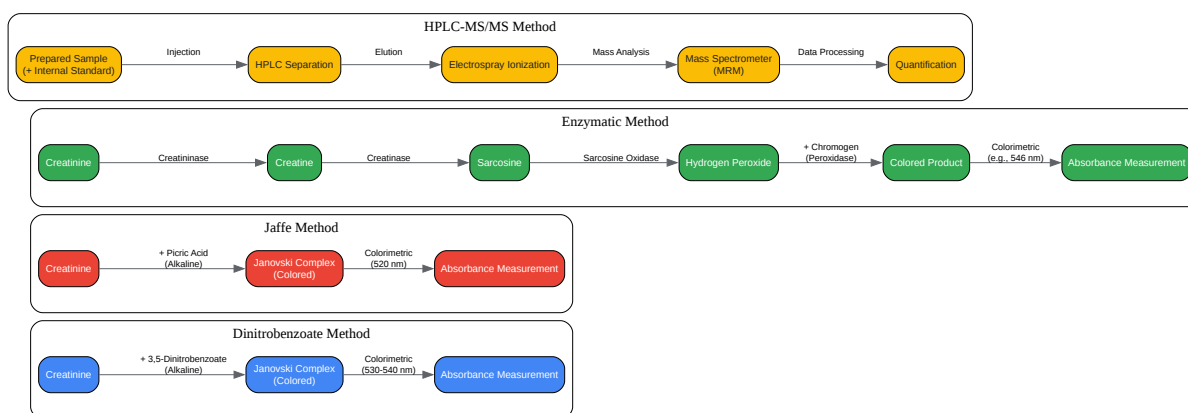 HPLC-MS/MS Method
Prepared Sample
(+ Internal Standard)
Injection
HPLC Separation
Elution
Electrospray Ionization
Mass Analysis
Mass Spectrometer
(MRM)
Data Processing
Quantification
Enzymatic Method
Creatinine
Creatininase
Creatine
Creatinase
Sarcosine
Sarcosine Oxidase
Hydrogen Peroxide
+ Chromogen
(Peroxidase)
Colored Product
Colorimetric
(e.g., 546 nm)
Absorbance Measurement
Jaffe Method
Creatinine
+ Picric Acid
(Alkaline)
Janovski Complex
(Colored)
Colorimetric
(520 nm)
Absorbance Measurement
Dinitrobenzoate Method
Creatinine
+ 3,5-Dinitrobenzoate
(Alkaline)
Janovski Complex
(Colored)
Colorimetric
(530-540 nm)
Absorbance Measurement